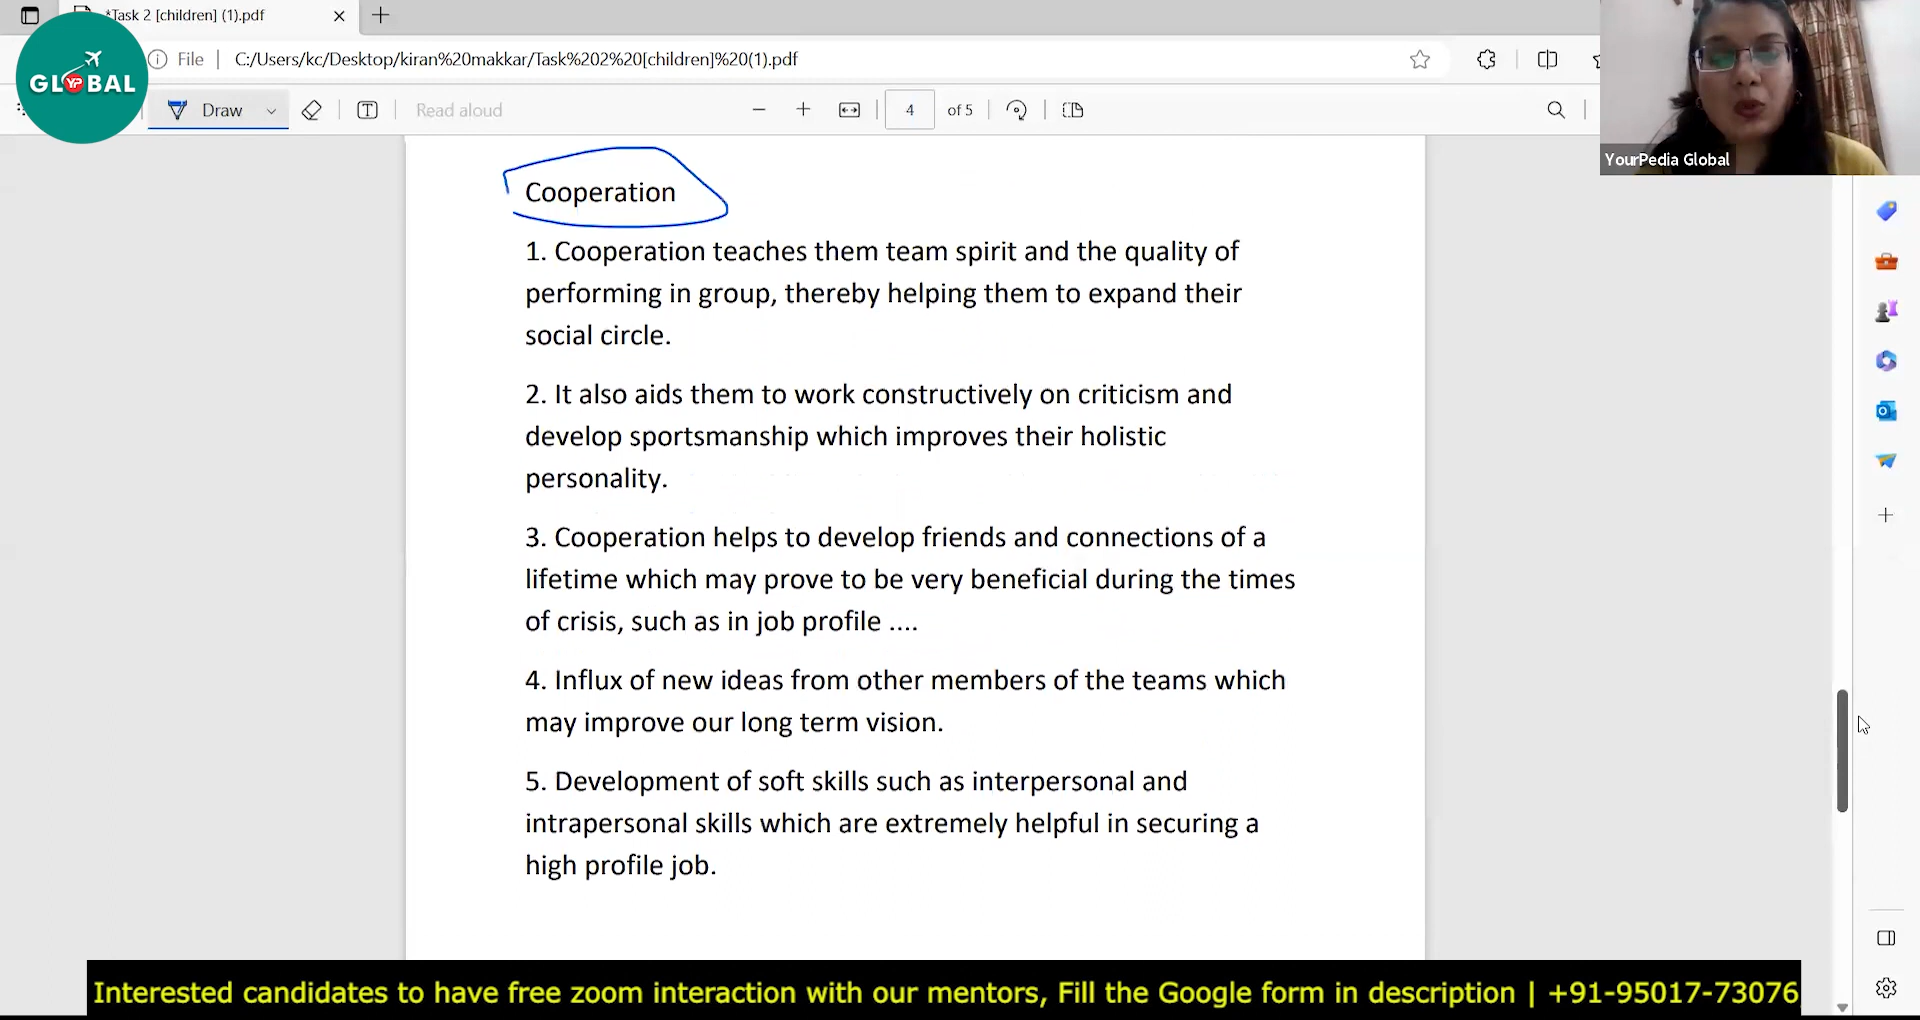 *Task 2 [children] (1).pdf
GLOBAL
YP
File
C:/Users/kc/Desktop/kiran%20makkar/Task%202%20[children]%20(1).pdf
Draw
Read aloud
4 of 5
YourPedia Global
Cooperation
1. Cooperation teaches them team spirit and the quality of
performing in group, thereby helping them to expand their
social circle.
2. It also aids them to work constructively on criticism and
develop sportsmanship which improves their holistic
personality.
3. Cooperation helps to develop friends and connections of a
lifetime which may prove to be very beneficial during the times
of crisis, such as in job profile ....
4. Influx of new ideas from other members of the teams which
may improve our long term vision.
5. Development of soft skills such as interpersonal and
intrapersonal skills which are extremely helpful in securing a
high profile job.
Interested candidates to have free zoom interaction with our mentors, Fill the Google form in description | +91-95017-73076